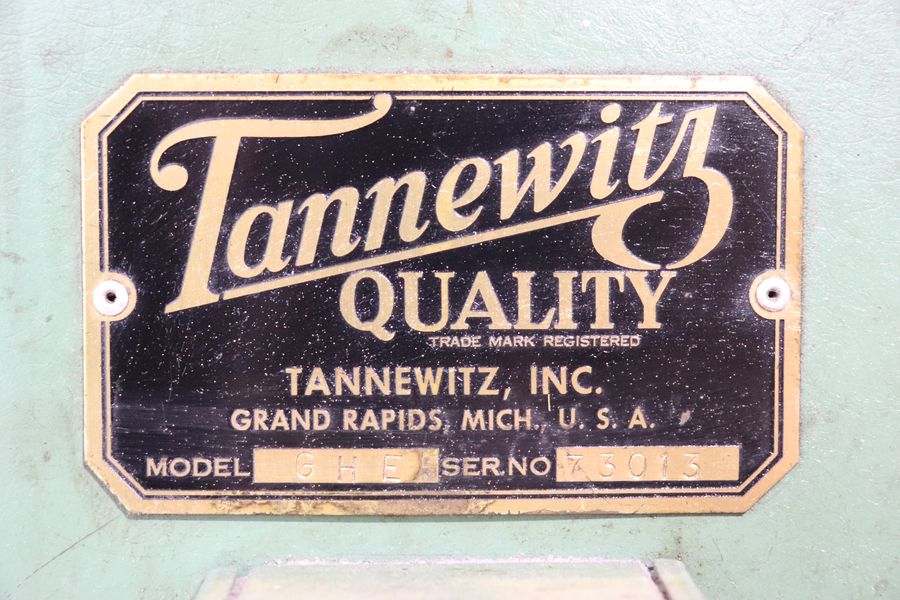 Tannewitz
QUALITY
TRADE MARK REGISTERED
TANNEWITZ, INC.
GRAND RAPIDS, MICH., U. S. A.
MODEL GHE SER.NO 73013